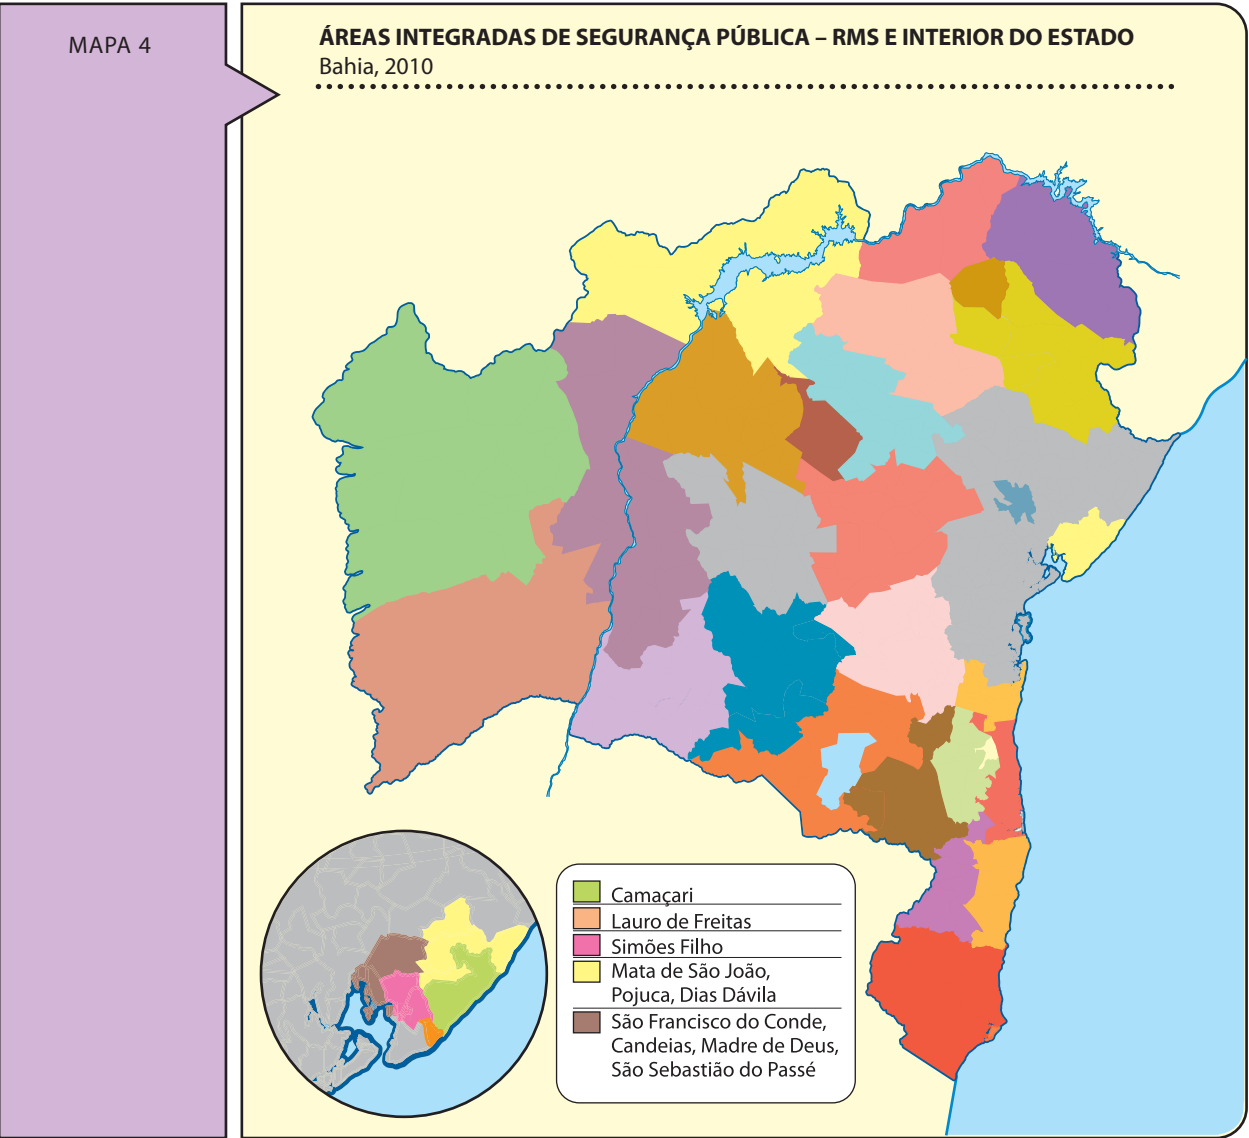 MAPA 4
ÁREAS INTEGRADAS DE SEGURANÇA PÚBLICA – RMS E INTERIOR DO ESTADO
Bahia, 2010
Camaçari
Lauro de Freitas
Simões Filho
Mata de São João,
Pojuca, Dias Dávila
São Francisco do Conde,
Candeias, Madre de Deus,
São Sebastião do Passé